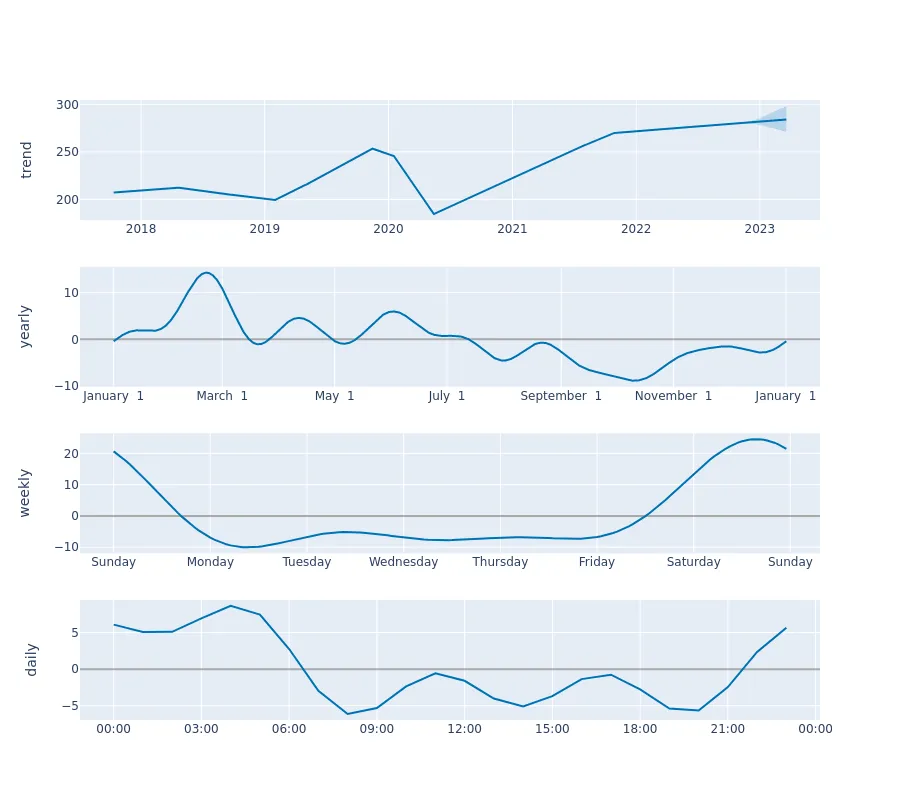 trend
300
250
200
2018 2019 2020 2021 2022 2023
yearly
10
0
−10
January 1 March 1 May 1 July 1 September 1 November 1 January 1
weekly
20
10
0
−10
Sunday Monday Tuesday Wednesday Thursday Friday Saturday Sunday
daily
5
0
−5
00:00 03:00 06:00 09:00 12:00 15:00 18:00 21:00 00:00